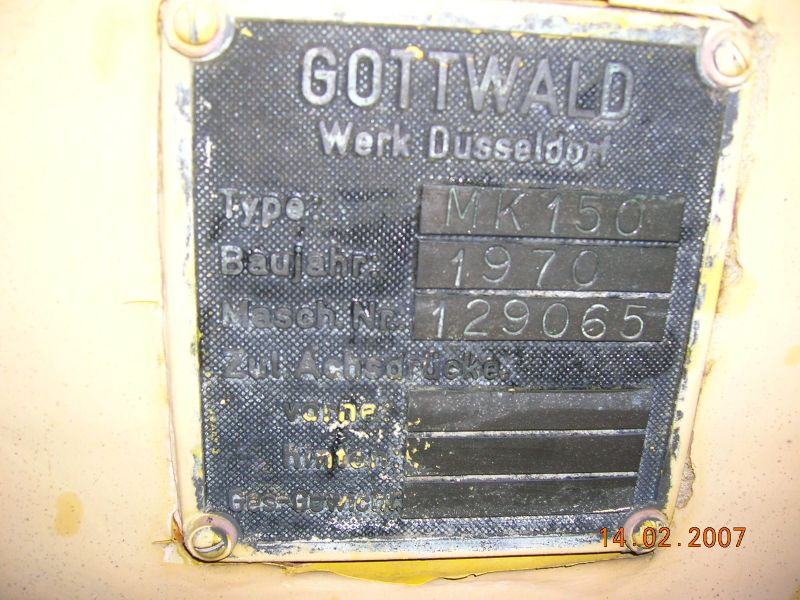 GOTTWALD
Werk Düsseldorf
Type: MK150
Baujahr: 1970
Masch.Nr. 129065
Zul. Achsdrücke:
vorne:
hinten:
Ges-Gewicht:
14.02.2007